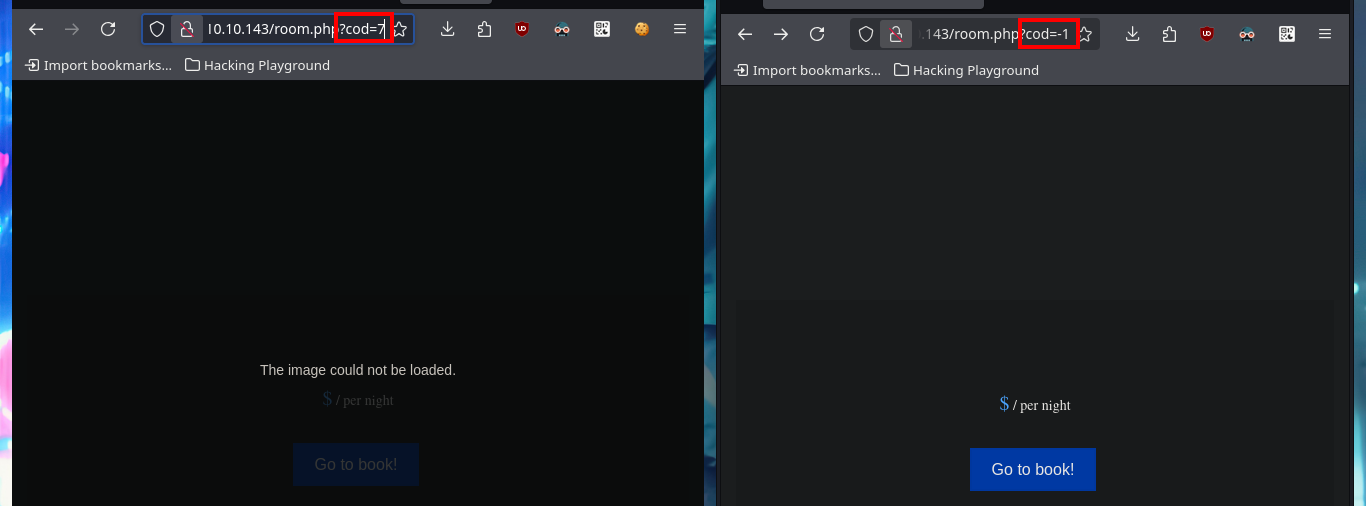 10.10.143/room.php?cod=7
Import bookmarks... Hacking Playground
The image could not be loaded.
$ / per night
Go to book!
.143/room.php?cod=-1
Import bookmarks... Hacking Playground
$ / per night
Go to book!